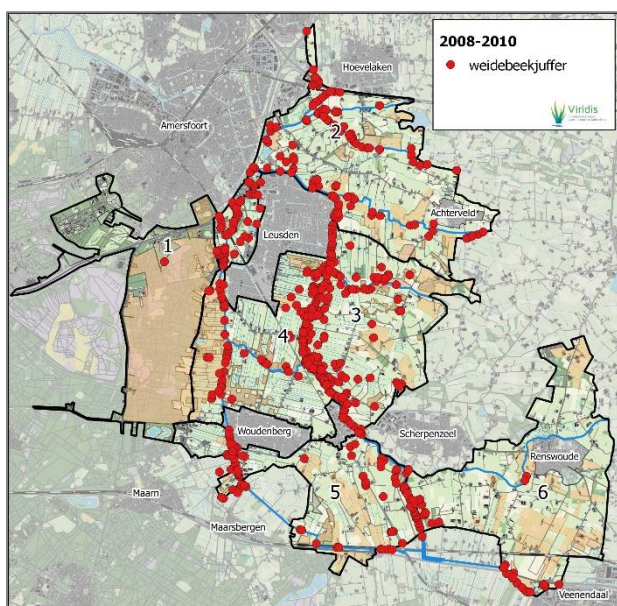 2008-2010
weidebeekjuffer
Viridis
Hoevelaken
Amersfoort
2
Achterveld
Leusden
1
3
4
Woudenberg
Scherpenzeel
Renswoude
Maarn
5
6
Maarsbergen
Veenendaal